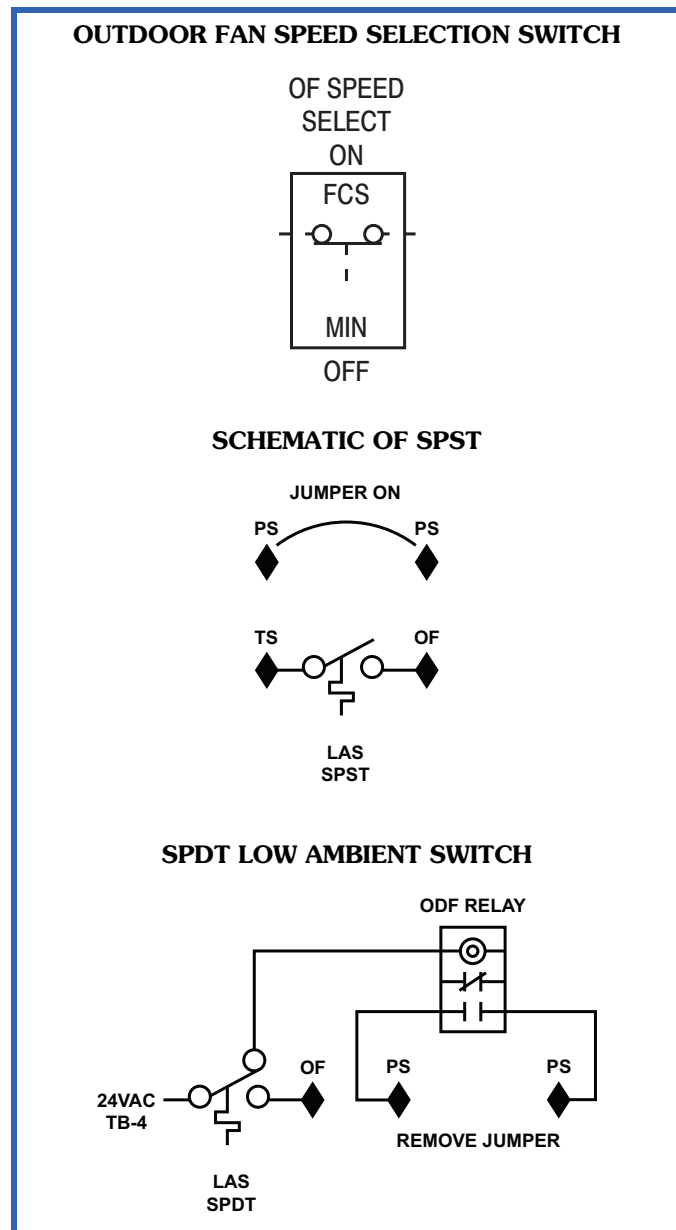 OUTDOOR FAN SPEED SELECTION SWITCH
OF SPEED
SELECT
ON
FCS
MIN
OFF
SCHEMATIC OF SPST
JUMPER ON
PS PS
TS OF
LAS
SPST
SPDT LOW AMBIENT SWITCH
ODF RELAY
OF PS PS
24VAC
TB-4
REMOVE JUMPER
LAS
SPDT